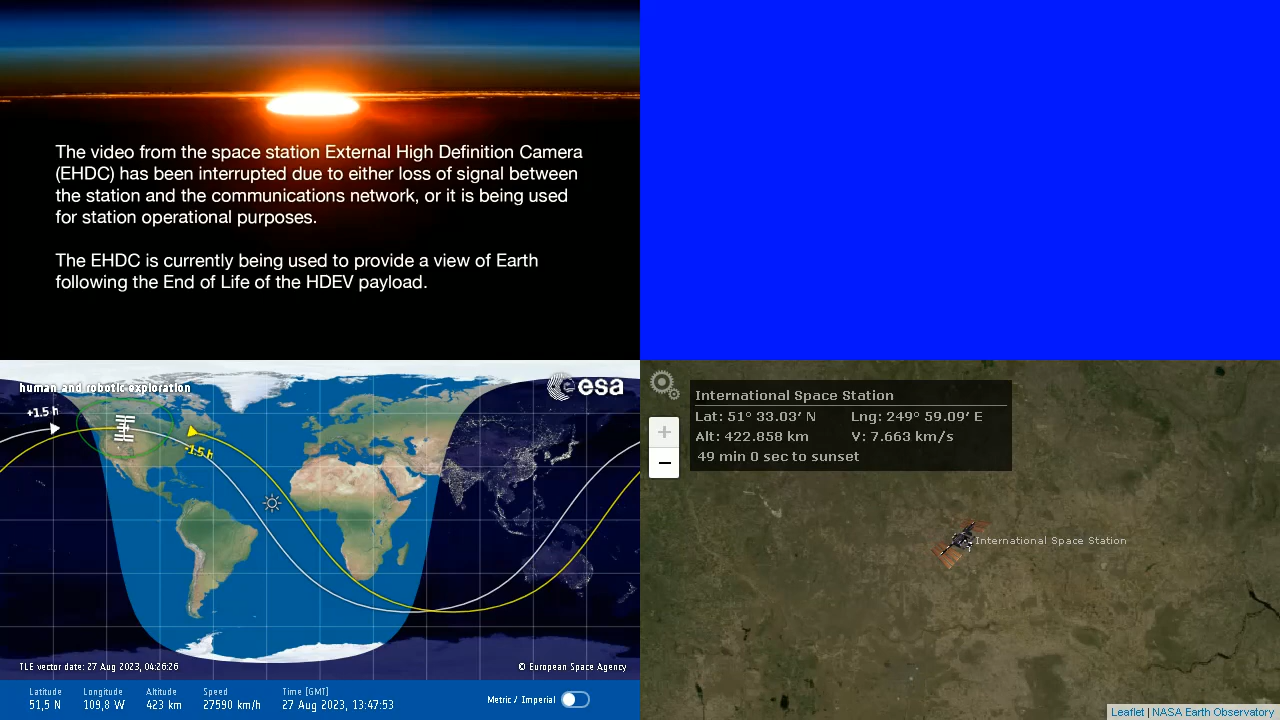 The video from the space station External High Definition Camera
(EHDC) has been interrupted due to either loss of signal between
the station and the communications network, or it is being used
for station operational purposes.
The EHDC is currently being used to provide a view of Earth
following the End of Life of the HDEV payload.
human and robotic exploration
esa
+1.5 h
-1.5 h
TLE vector date: 27 Aug 2023, 04:26:26
© European Space Agency
Latitude Longitude Altitude Speed Time [GMT]
51,5 N 109,8 W 423 km 27590 km/h 27 Aug 2023, 13:47:53
Metric / Imperial
International Space Station
Lat: 51° 33.03′ N Lng: 249° 59.09′ E
Alt: 422.858 km V: 7.663 km/s
49 min 0 sec to sunset
+
−
International Space Station
Leaflet | NASA Earth Observatory